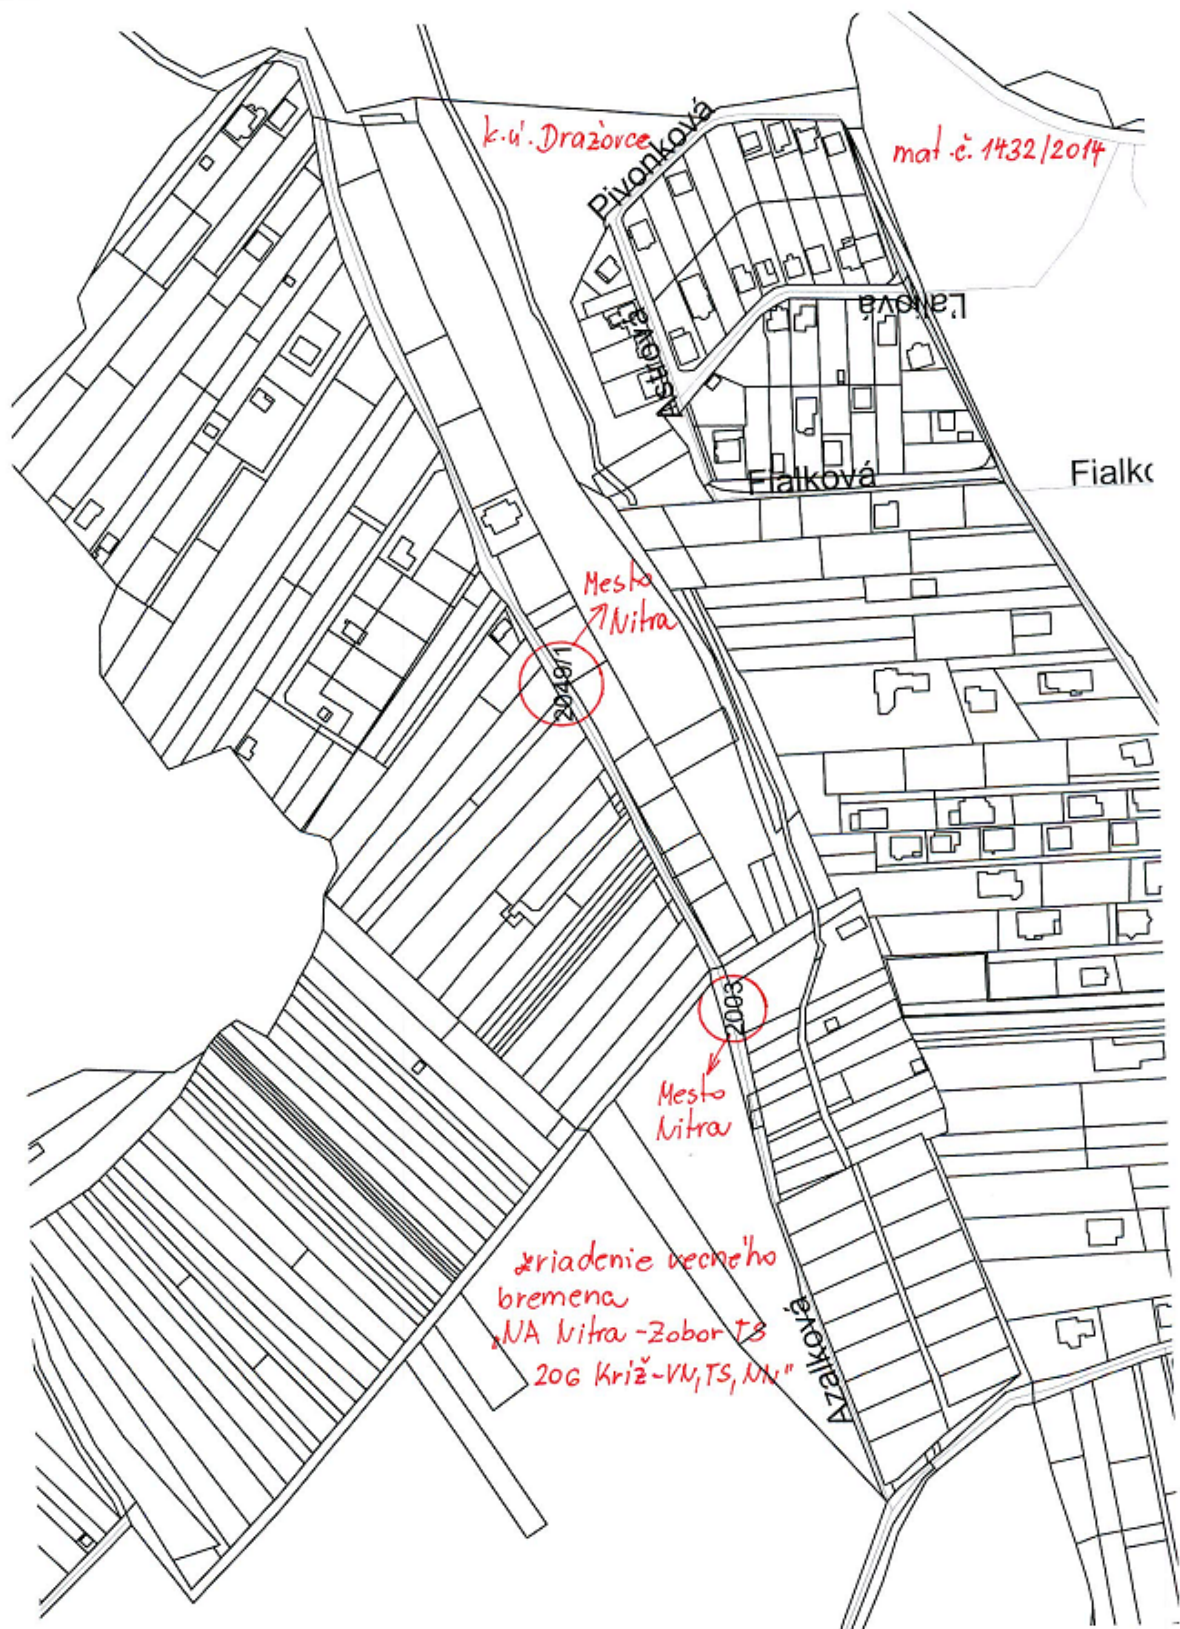 k.ú. Dražovce
mat.č. 1432/2014
Pivonková
Ľaliová
Astrová
Fialková
Fialko
Mesto
Nitra
2049/1
2003
Mesto
Nitra
zriadenie vecného
bremena
"NA Nitra-Zobor TS
206 Kríž-VN,TS,NN"
Azalková